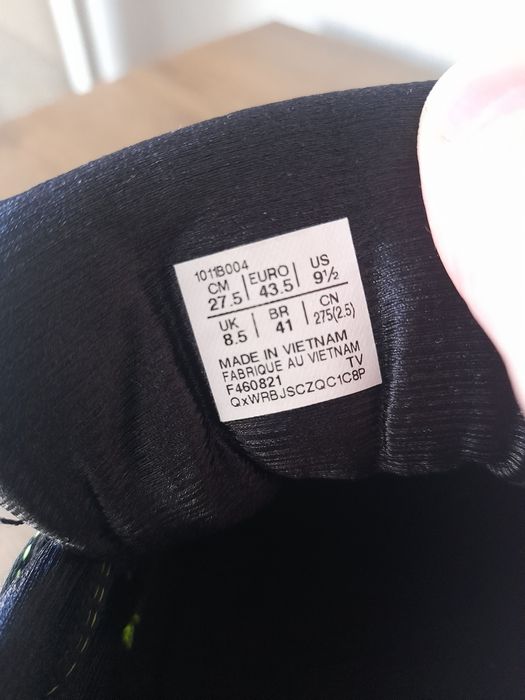 1011B004
CM EURO US
27.5 43.5 9½
UK BR CN
8.5 41 275(2.5)
MADE IN VIETNAM
FABRIQUE AU VIETNAM
F460821 TV
QxWRBJSCZQC1C8P